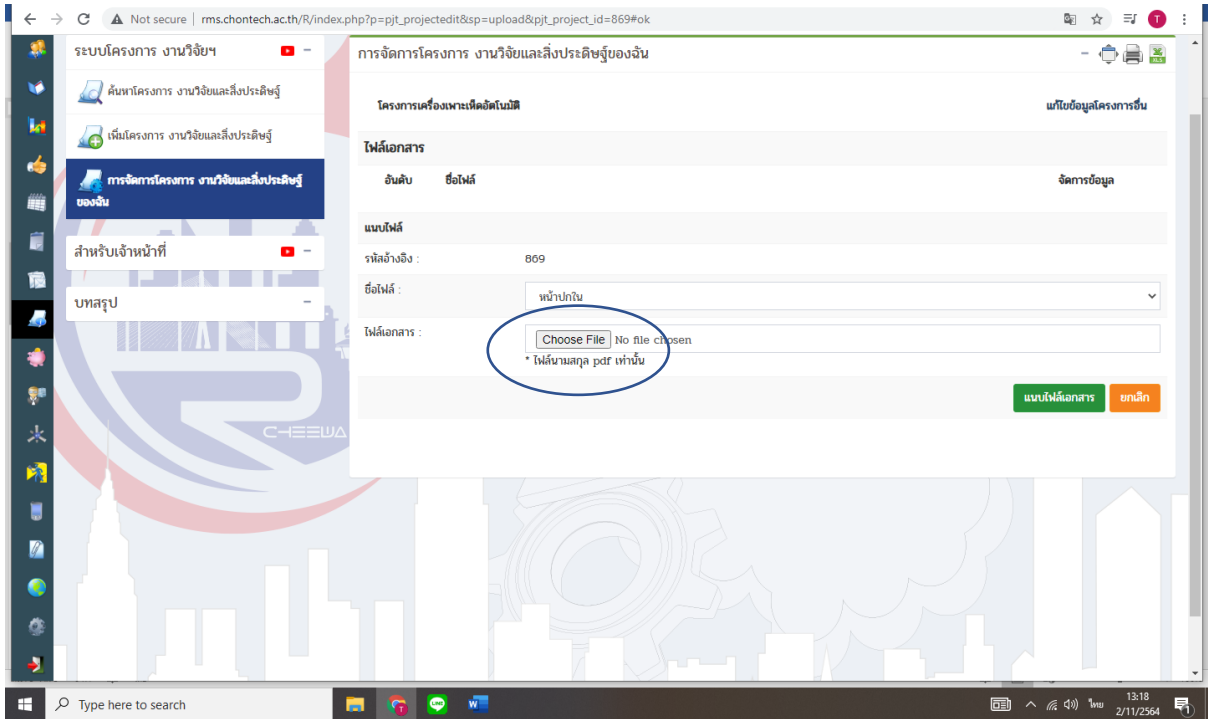 Not secure | rms.chontech.ac.th/R/index.php?p=pjt_projectedit&sp=upload&pjt_project_id=869#ok
T
ระบบโครงการ งานวิจัยฯ
ค้นหาโครงการ งานวิจัยและสิ่งประดิษฐ์
เพิ่มโครงการ งานวิจัยและสิ่งประดิษฐ์
การจัดการโครงการ งานวิจัยและสิ่งประดิษฐ์
ของฉัน
สำหรับเจ้าหน้าที่
บทสรุป
การจัดการโครงการ งานวิจัยและสิ่งประดิษฐ์ของฉัน
โครงการเครื่องเพาะเห็ดอัตโนมัติ
แก้ไขข้อมูลโครงการอื่น
ไฟล์เอกสาร
อันดับ ชื่อไฟล์ จัดการข้อมูล
แนบไฟล์
รหัสอ้างอิง : 869
ชื่อไฟล์ : หน้าปกใน
ไฟล์เอกสาร : Choose File No file chosen
* ไฟล์นามสกุล pdf เท่านั้น
แนบไฟล์เอกสาร ยกเลิก
CHEEWA
Type here to search
ไทย
13:18
2/11/2564